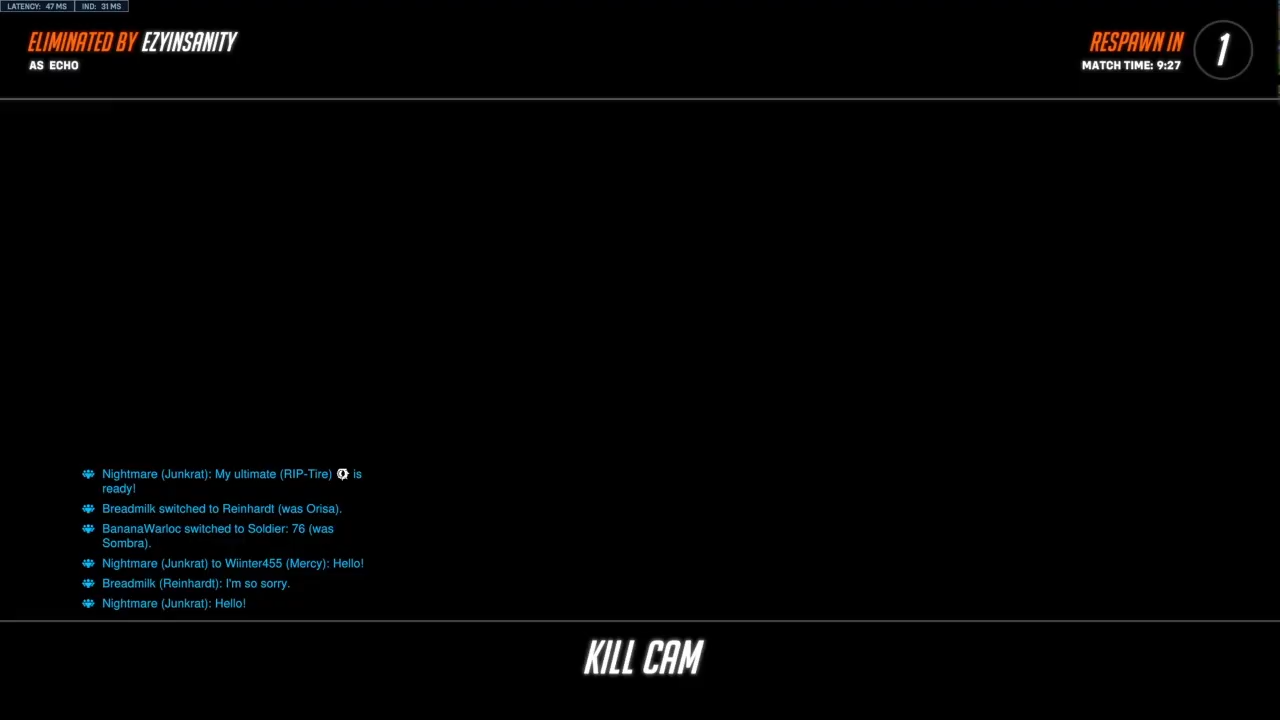 LATENCY: 47 MS IND: 31 MS
ELIMINATED BY EZYINSANITY
AS ECHO
RESPAWN IN
MATCH TIME: 9:27
1
Nightmare (Junkrat): My ultimate (RIP-Tire) is
ready!
Breadmilk switched to Reinhardt (was Orisa).
BananaWarloc switched to Soldier: 76 (was
Sombra).
Nightmare (Junkrat) to Wiinter455 (Mercy): Hello!
Breadmilk (Reinhardt): I'm so sorry.
Nightmare (Junkrat): Hello!
KILL CAM